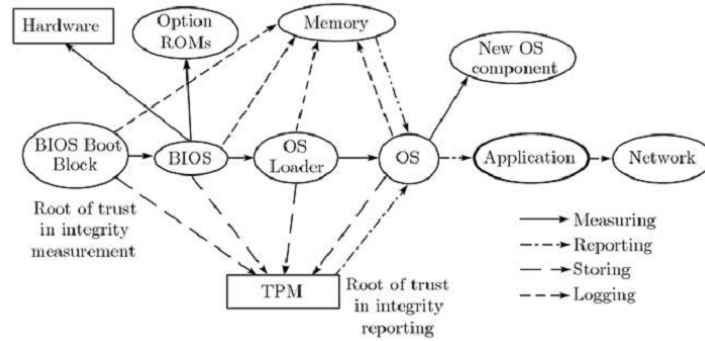 Hardware
Option
ROMs
Memory
New OS
component
BIOS Boot
Block
BIOS
OS
Loader
OS
Application
Network
Root of trust
in integrity
measurement
TPM
Root of trust
in integrity
reporting
Measuring
Reporting
Storing
Logging